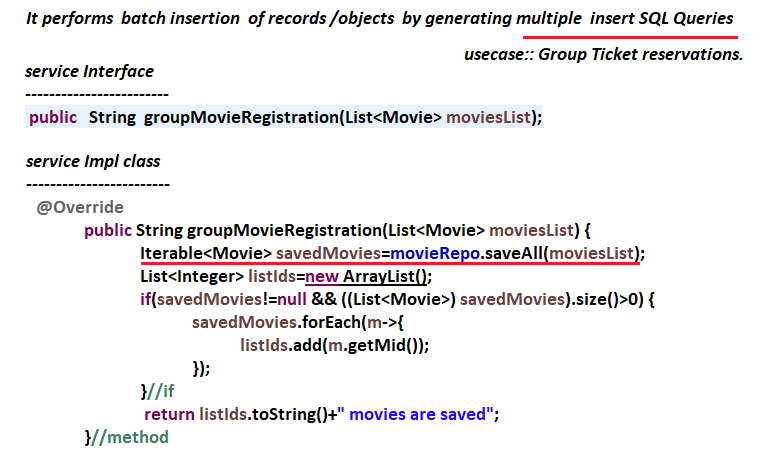 It performs batch insertion of records /objects by generating multiple insert SQL Queries
usecase:: Group Ticket reservations.
service Interface
------------------------
public String groupMovieRegistration(List<Movie> moviesList);
service Impl class
------------------------
@Override
public String groupMovieRegistration(List<Movie> moviesList) {
Iterable<Movie> savedMovies=movieRepo.saveAll(moviesList);
List<Integer> listIds=new ArrayList();
if(savedMovies!=null && ((List<Movie>) savedMovies).size()>0) {
savedMovies.forEach(m->{
listIds.add(m.getMid());
});
}//if
return listIds.toString()+" movies are saved";
}//method